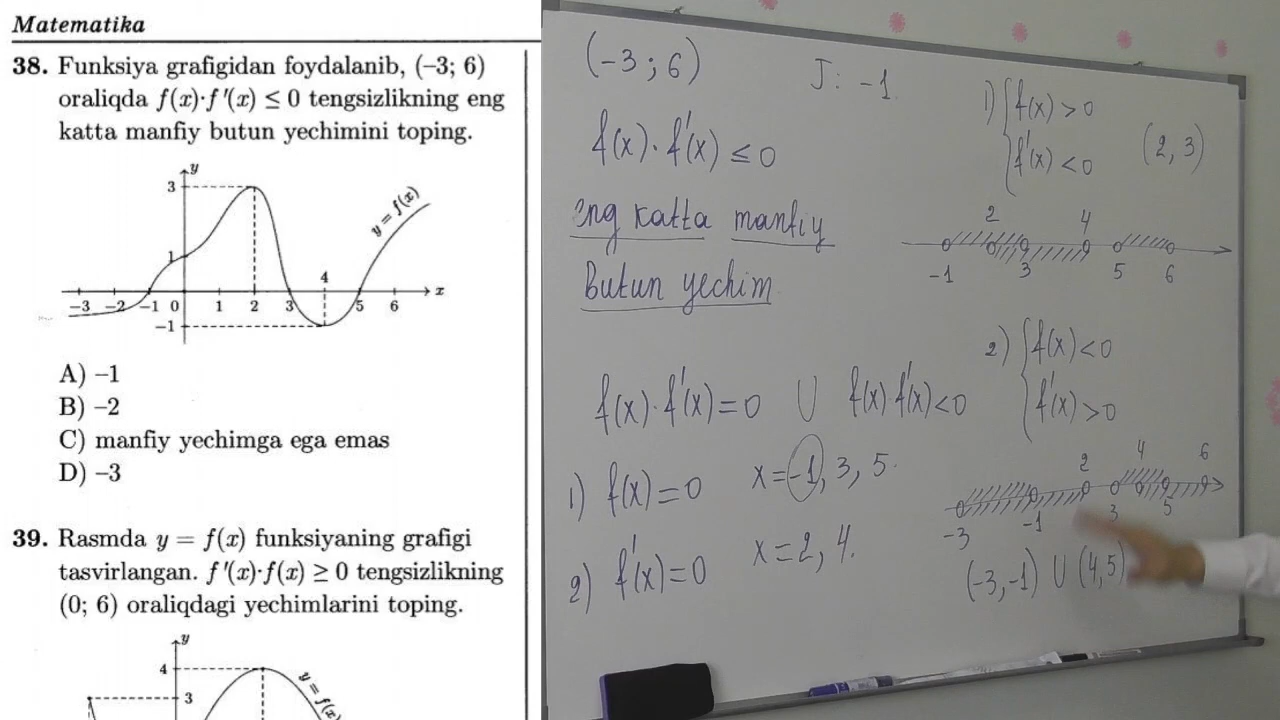 Matematika
38. Funksiya grafigidan foydalanib, (−3; 6)
oraliqda f(x)·f′(x) ≤ 0 tengsizlikning eng
katta manfiy butun yechimini toping.
y
3
y = f(x)
1
4
−3 −2 −1 0 1 2 3 5 6 x
−1
A) −1
B) −2
C) manfiy yechimga ega emas
D) −3
39. Rasmda y = f(x) funksiyaning grafigi
tasvirlangan. f′(x)·f(x) ≥ 0 tengsizlikning
(0; 6) oraliqdagi yechimlarini toping.
y
4
3
y = f(x)
(-3 ; 6)
J: -1.
f(x)·f′(x) ≤ 0
Eng katta manfiy
Butun yechim
f(x)·f′(x)=0 U f(x) f′(x)<0
1) f(x)=0 x=-1, 3, 5.
2) f′(x)=0 x=2, 4.
1) { f(x) > 0
f′(x) < 0 (2, 3)
2 4
-1 3 5 6
2) { f(x) < 0
f′(x) > 0
2 4 6
-3 -1 3 5
(-3,-1) U (4,5)